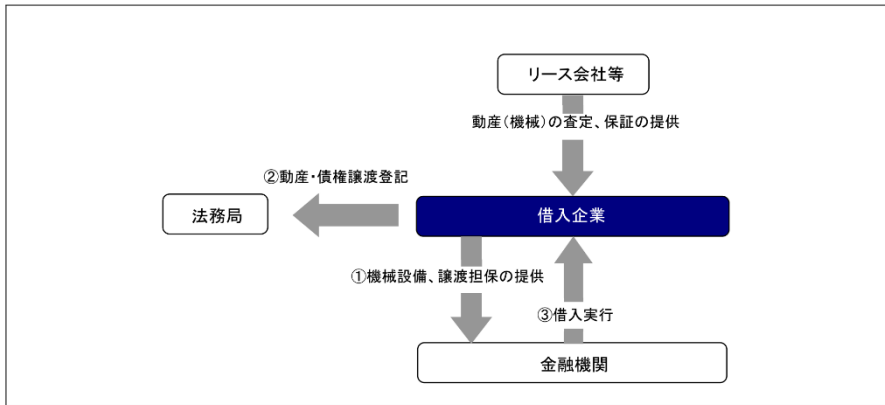 リース会社等
動産(機械)の査定、保証の提供
②動産・債権譲渡登記
法務局
借入企業
①機械設備、譲渡担保の提供
③借入実行
金融機関